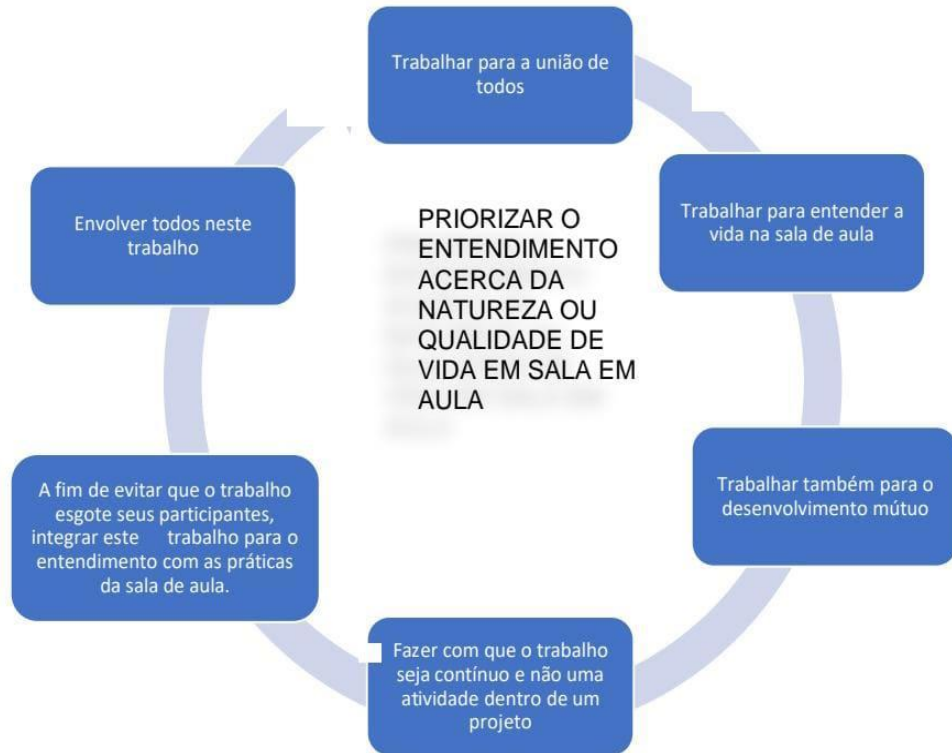 Trabalhar para a união de
todos
Trabalhar para entender a
vida na sala de aula
Trabalhar também para o
desenvolvimento mútuo
Fazer com que o trabalho
seja contínuo e não uma
atividade dentro de um
projeto
A fim de evitar que o trabalho
esgote seus participantes,
integrar este trabalho para o
entendimento com as práticas
da sala de aula.
Envolver todos neste
trabalho
PRIORIZAR O
ENTENDIMENTO
ACERCA DA
NATUREZA OU
QUALIDADE DE
VIDA EM SALA EM
AULA